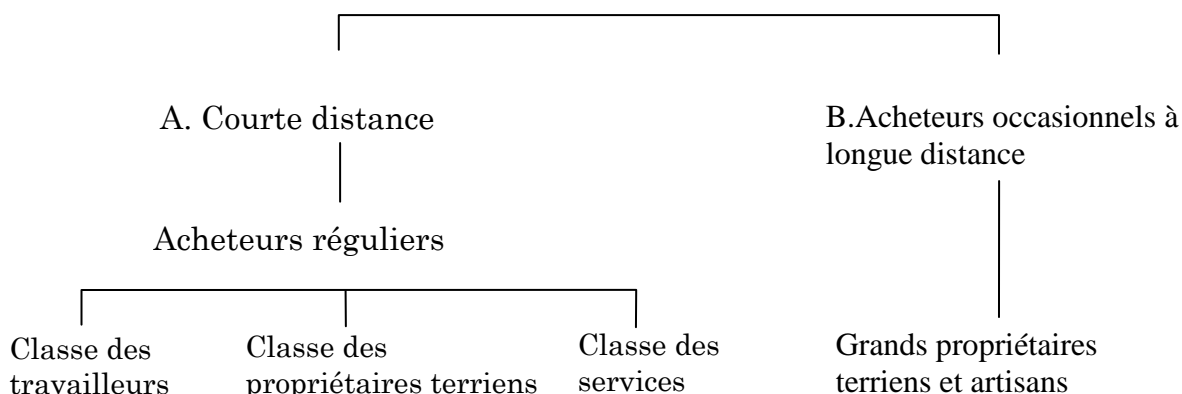 A. Courte distance
B.Acheteurs occasionnels à
longue distance
Acheteurs réguliers
Classe des
travailleurs
Classe des
propriétaires terriens
Classe des
services
Grands propriétaires
terriens et artisans